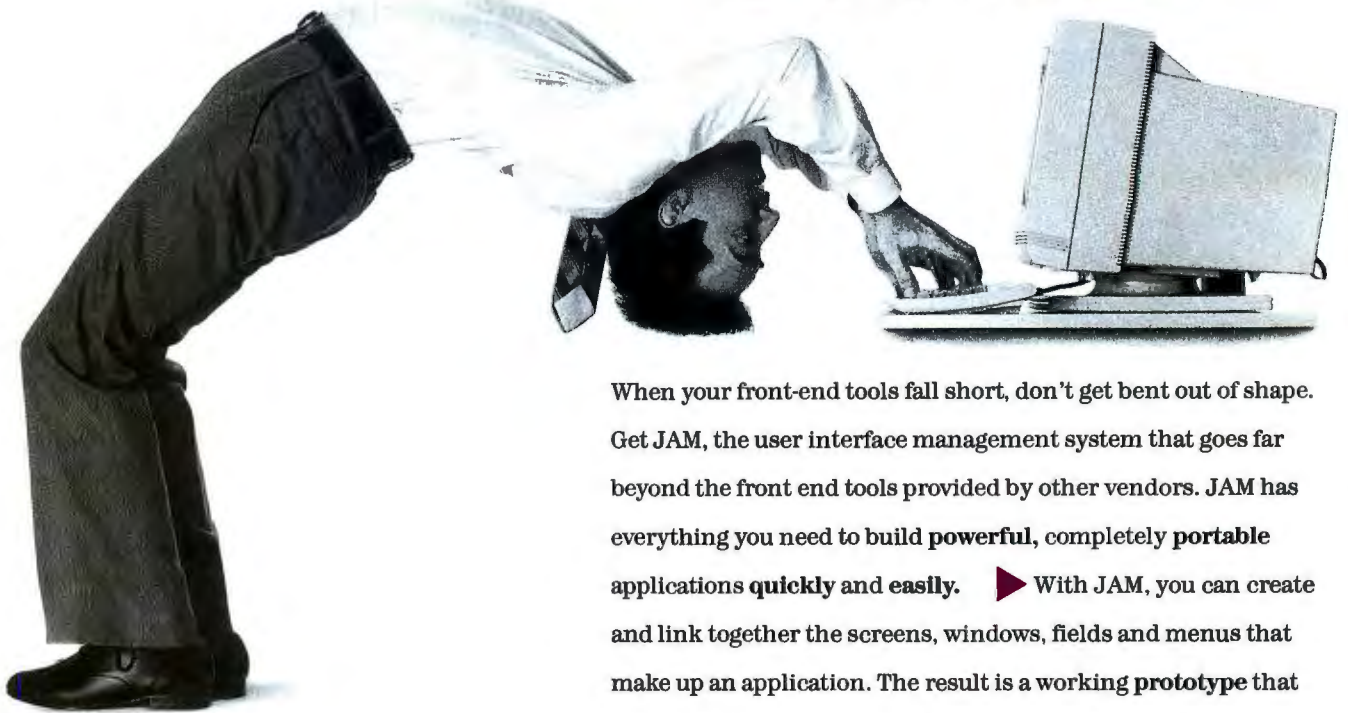 When your front-end tools fall short, don't get bent out of shape.
Get JAM, the user interface management system that goes far
beyond the front end tools provided by other vendors. JAM has
everything you need to build powerful, completely portable
applications quickly and easily. ▶ With JAM, you can create
and link together the screens, windows, fields and menus that
make up an application. The result is a working prototype that